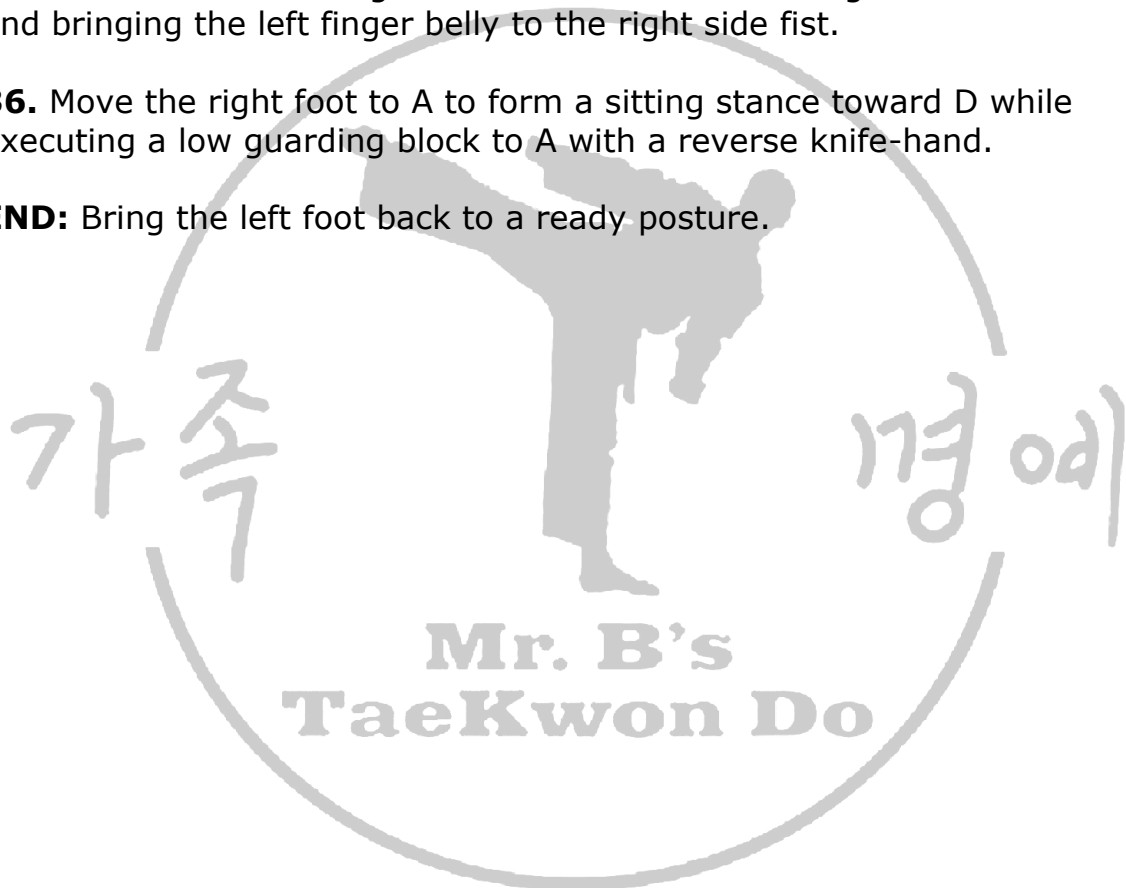 nd bringing the left finger belly to the right side fist.
36. Move the right foot to A to form a sitting stance toward D while
executing a low guarding block to A with a reverse knife-hand.
END: Bring the left foot back to a ready posture.
가족 명예
Mr. B's
TaeKwon Do